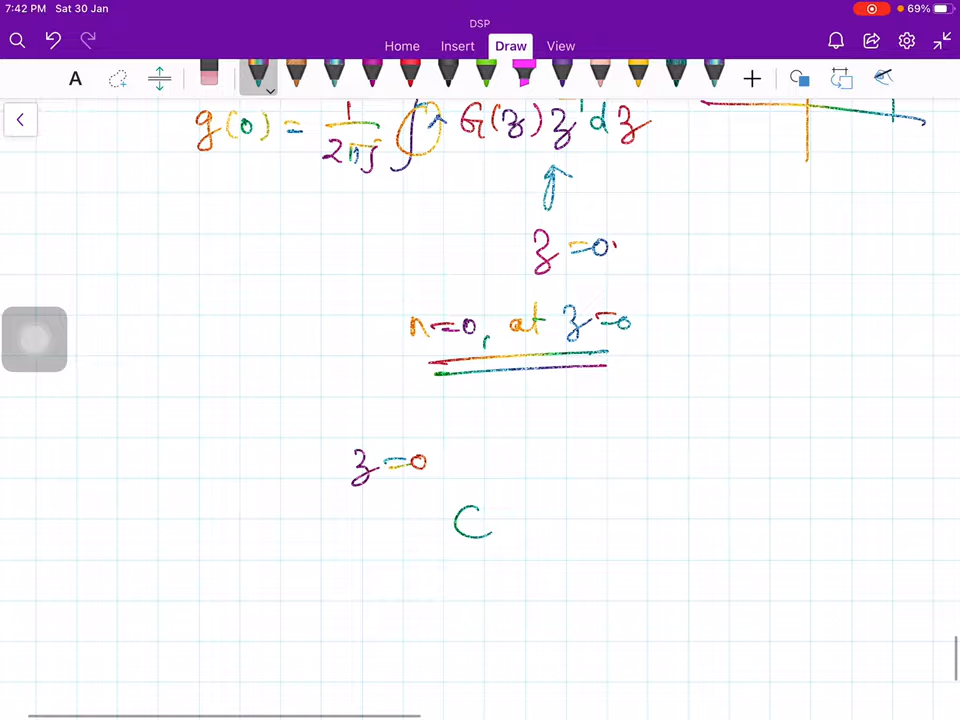 7:42 PM Sat 30 Jan
69%
DSP
Home Insert Draw View
A
g(0) = 1/2πj ∮ G(z) z⁻¹ dz
z=0
n=0, at z=0
z=0
C